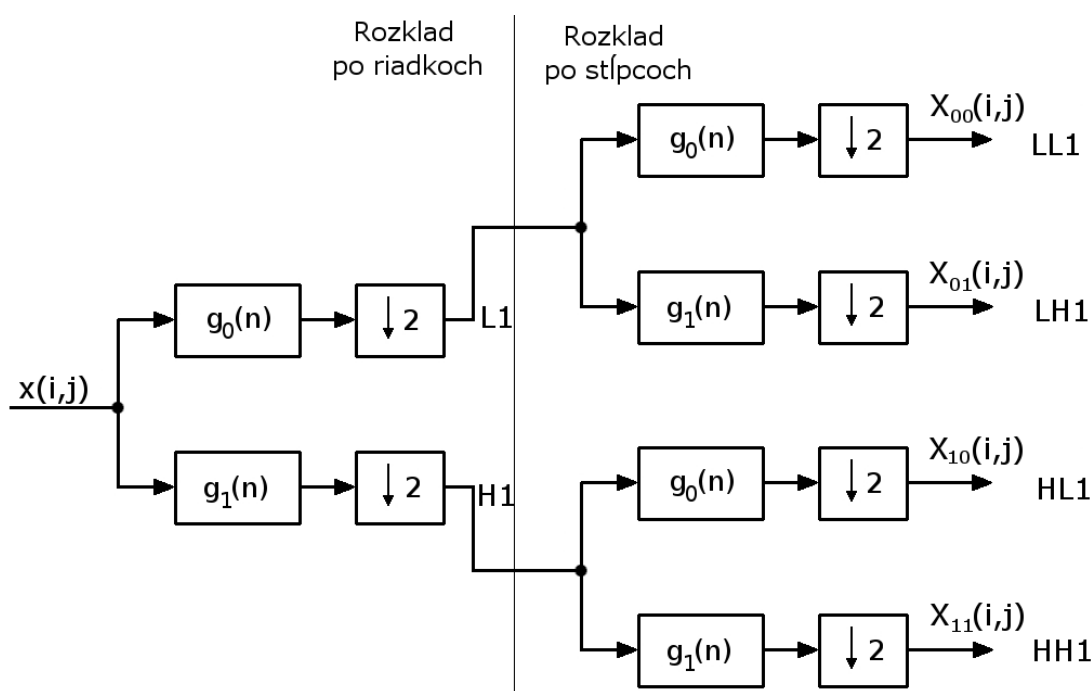 Rozklad
po riadkoch
Rozklad
po stĺpcoch
x(i,j)
g₀(n)
↓ 2
L1
g₁(n)
↓ 2
H1
g₀(n)
↓ 2
X₀₀(i,j)
LL1
g₁(n)
↓ 2
X₀₁(i,j)
LH1
g₀(n)
↓ 2
X₁₀(i,j)
HL1
g₁(n)
↓ 2
X₁₁(i,j)
HH1